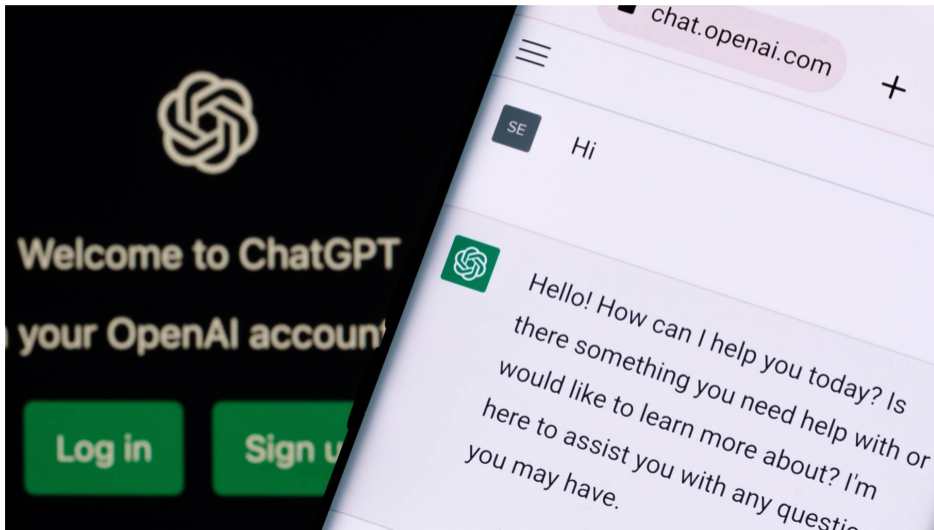 Welcome to ChatGPT
your OpenAI account
Log in
Sign u
chat.openai.com
SE
Hi
Hello! How can I help you today? Is
there something you need help with or
would like to learn more about? I'm
here to assist you with any questio
you may have.